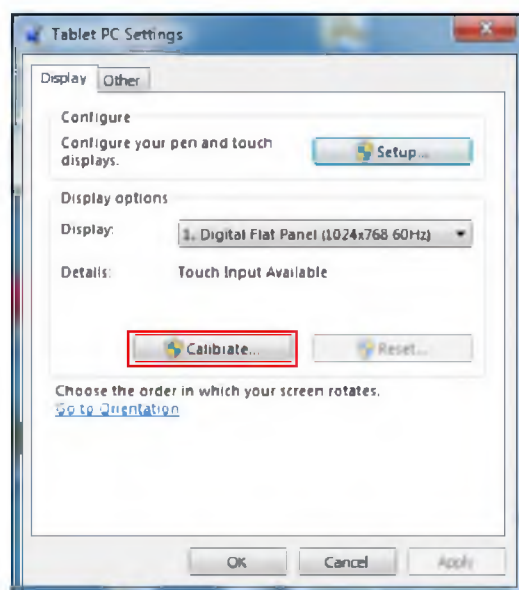 Tablet PC Settings
Display Other
Configure
Configure your pen and touch
displays.
Setup...
Display options
Display:
1. Digital Flat Panel (1024x768 60Hz)
Details:
Touch Input Available
Calibrate...
Reset...
Choose the order in which your screen rotates.
Go to Orientation
OK Cancel Apply